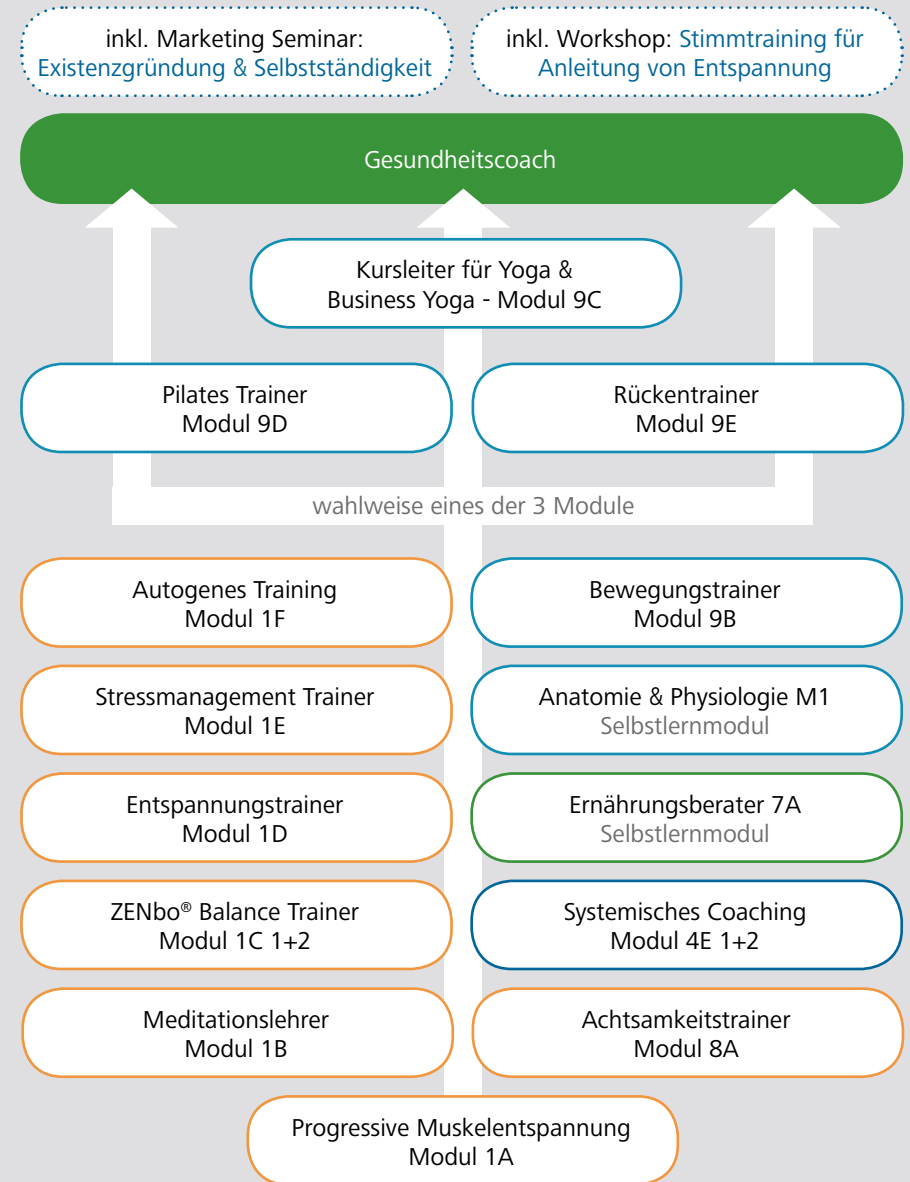 inkl. Marketing Seminar:
Existenzgründung & Selbstständigkeit
inkl. Workshop: Stimmtraining für
Anleitung von Entspannung
Gesundheitscoach
Kursleiter für Yoga &
Business Yoga - Modul 9C
Pilates Trainer
Modul 9D
Rückentrainer
Modul 9E
wahlweise eines der 3 Module
Autogenes Training
Modul 1F
Bewegungstrainer
Modul 9B
Stressmanagement Trainer
Modul 1E
Anatomie & Physiologie M1
Selbstlernmodul
Entspannungstrainer
Modul 1D
Ernährungsberater 7A
Selbstlernmodul
ZENbo® Balance Trainer
Modul 1C 1+2
Systemisches Coaching
Modul 4E 1+2
Meditationslehrer
Modul 1B
Achtsamkeitstrainer
Modul 8A
Progressive Muskelentspannung
Modul 1A